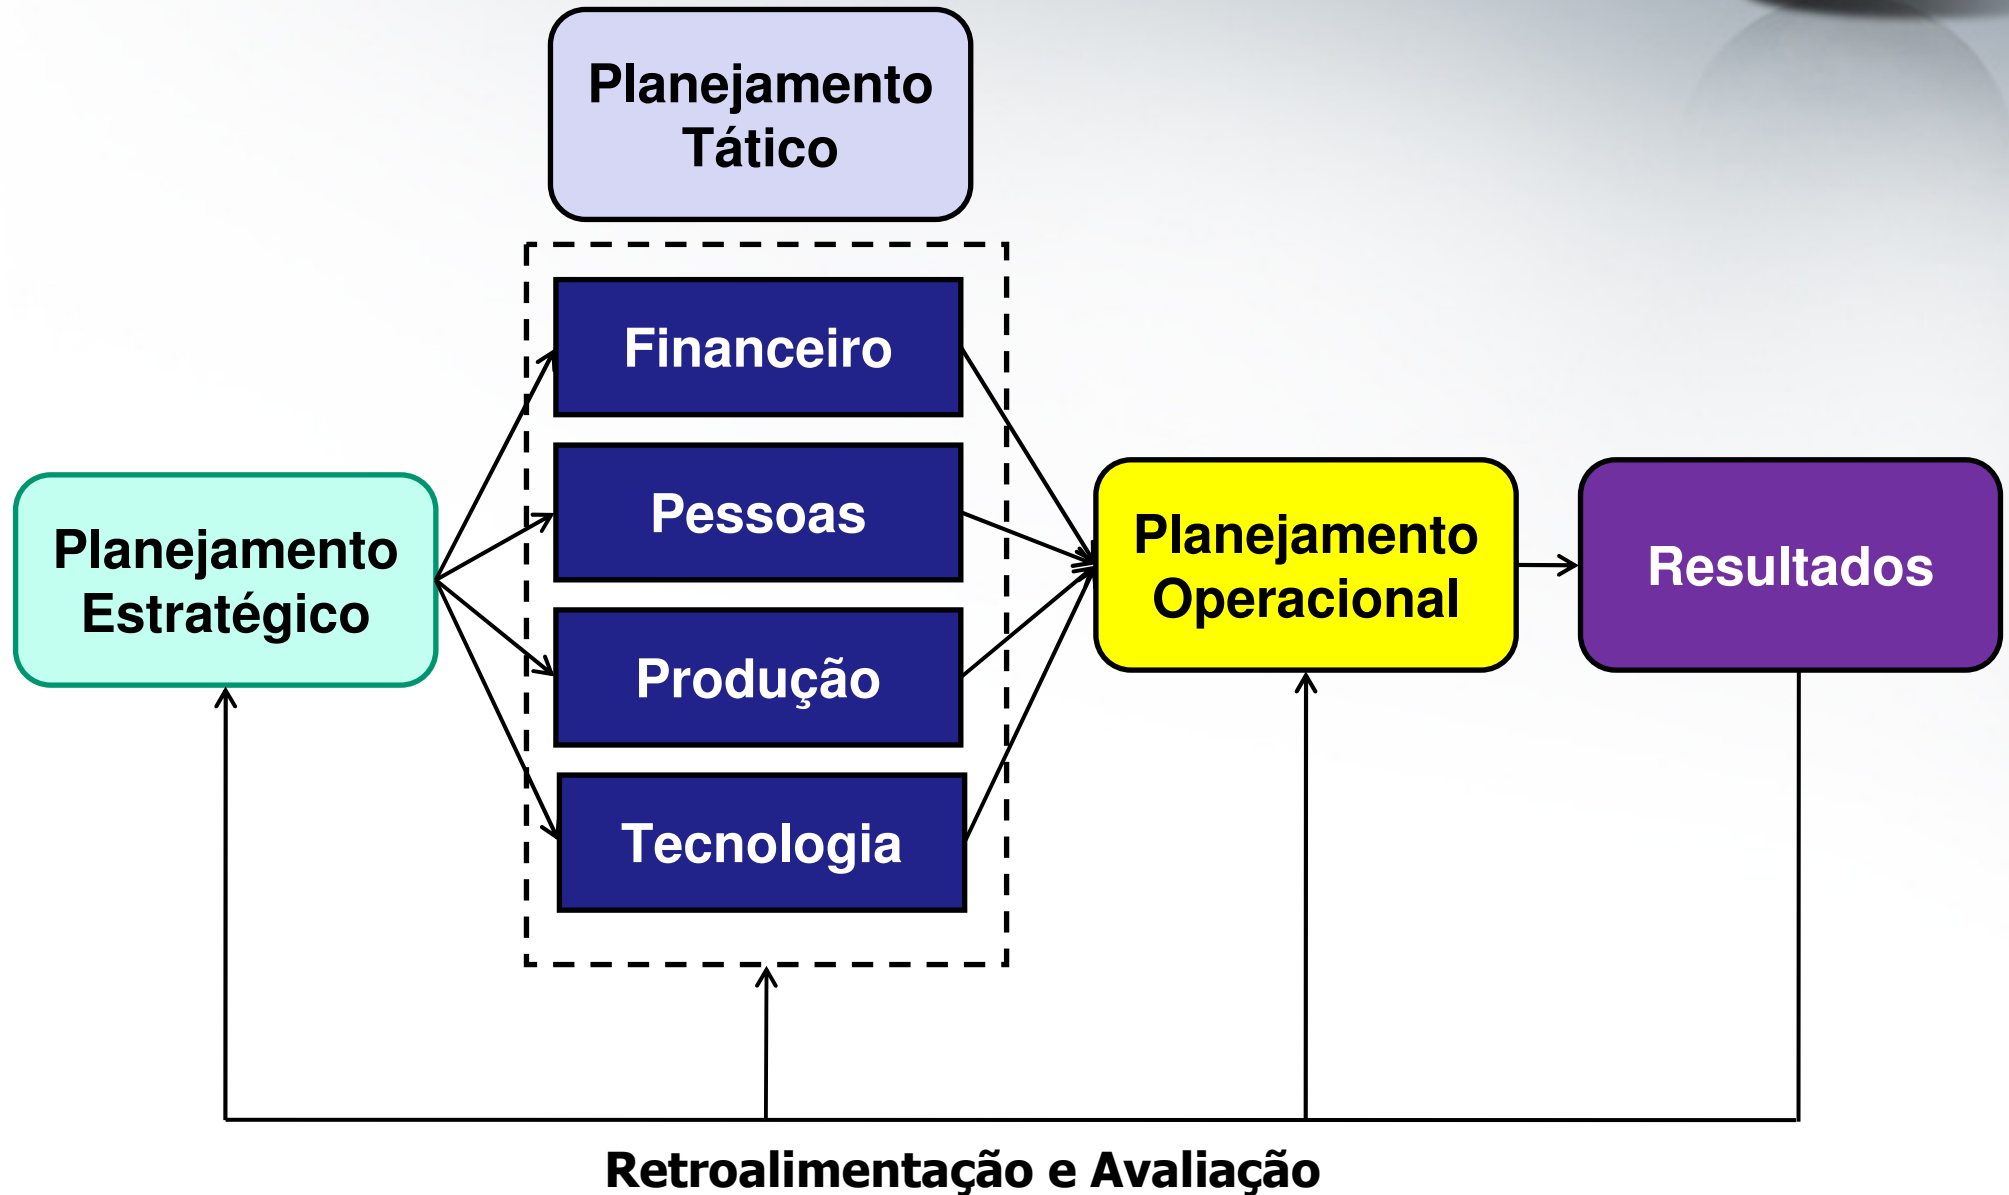 Planejamento
Tático
Financeiro
Pessoas
Produção
Tecnologia
Planejamento
Estratégico
Planejamento
Operacional
Resultados
Retroalimentação e Avaliação